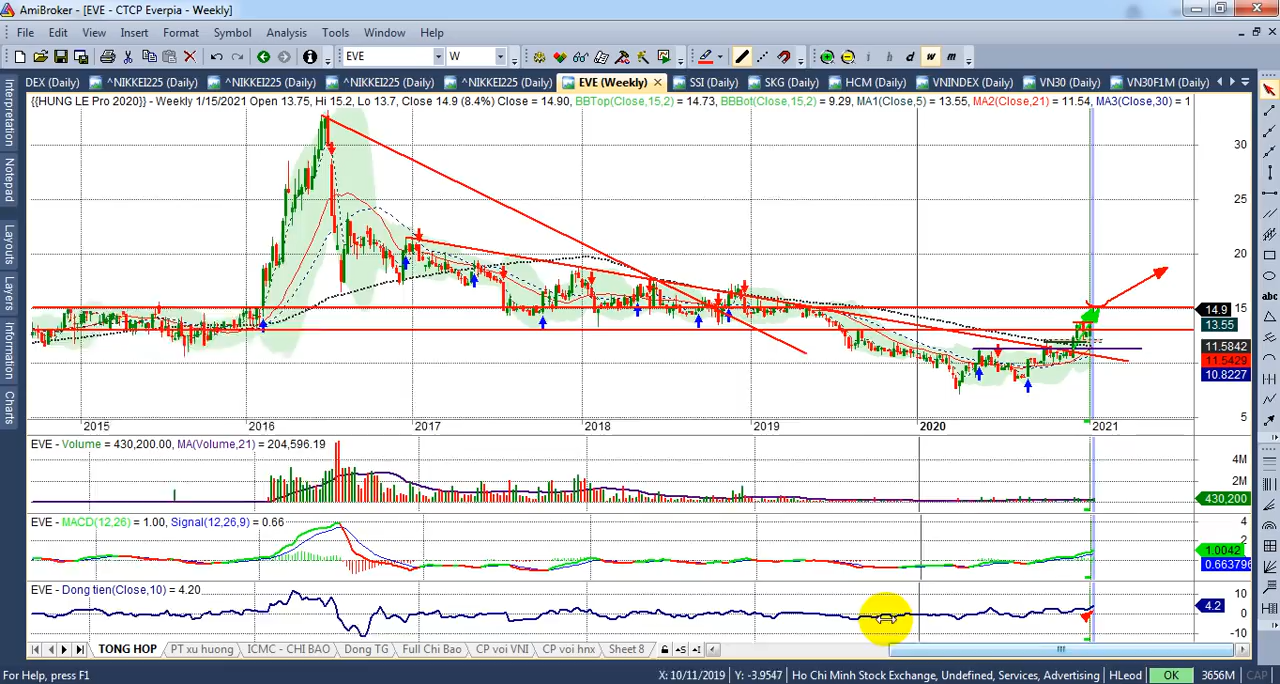 AmiBroker - [EVE - CTCP Everpia - Weekly]
File Edit View Insert Format Symbol Analysis Tools Window Help
EVE W i h d w m
DEX (Daily) ^NIKKEI225 (Daily) ^NIKKEI225 (Daily) ^NIKKEI225 (Daily) ^NIKKEI225 (Daily) EVE (Weekly) SSI (Daily) SKG (Daily) HCM (Daily) VNINDEX (Daily) VN30 (Daily) VN30F1M (Daily)
{{HUNG LE Pro 2020}} - Weekly 1/15/2021 Open 13.75, Hi 15.2, Lo 13.7, Close 14.9 (8.4%) Close = 14.90, BBTop(Close,15,2) = 14.73, BBBot(Close,15,2) = 9.29, MA1(Close,5) = 13.55, MA2(Close,21) = 11.54, MA3(Close,30) = 1
Interpretation
Notepad
Layouts
Layers
Information
Charts
abc
30
25
20
15
14.9
13.55
11.5842
11.5429
10.8227
5
2015 2016 2017 2018 2019 2020 2021
EVE - Volume = 430,200.00, MA(Volume,21) = 204,596.19
4M
2M
430,200
EVE - MACD(12,26) = 1.00, Signal(12,26,9) = 0.66
4
2
1.0042
0.663796
EVE - Dong tien(Close,10) = 4.20
10
4.2
0
-10
TONG HOP PT xu huong ICMC - CHI BAO Dong TG Full Chi Bao CP voi VNI CP voi hnx Sheet 8
For Help, press F1 X: 10/11/2019 Y: -3.9547 Ho Chi Minh Stock Exchange, Undefined, Services, Advertising HLeod OK 3656M CAP